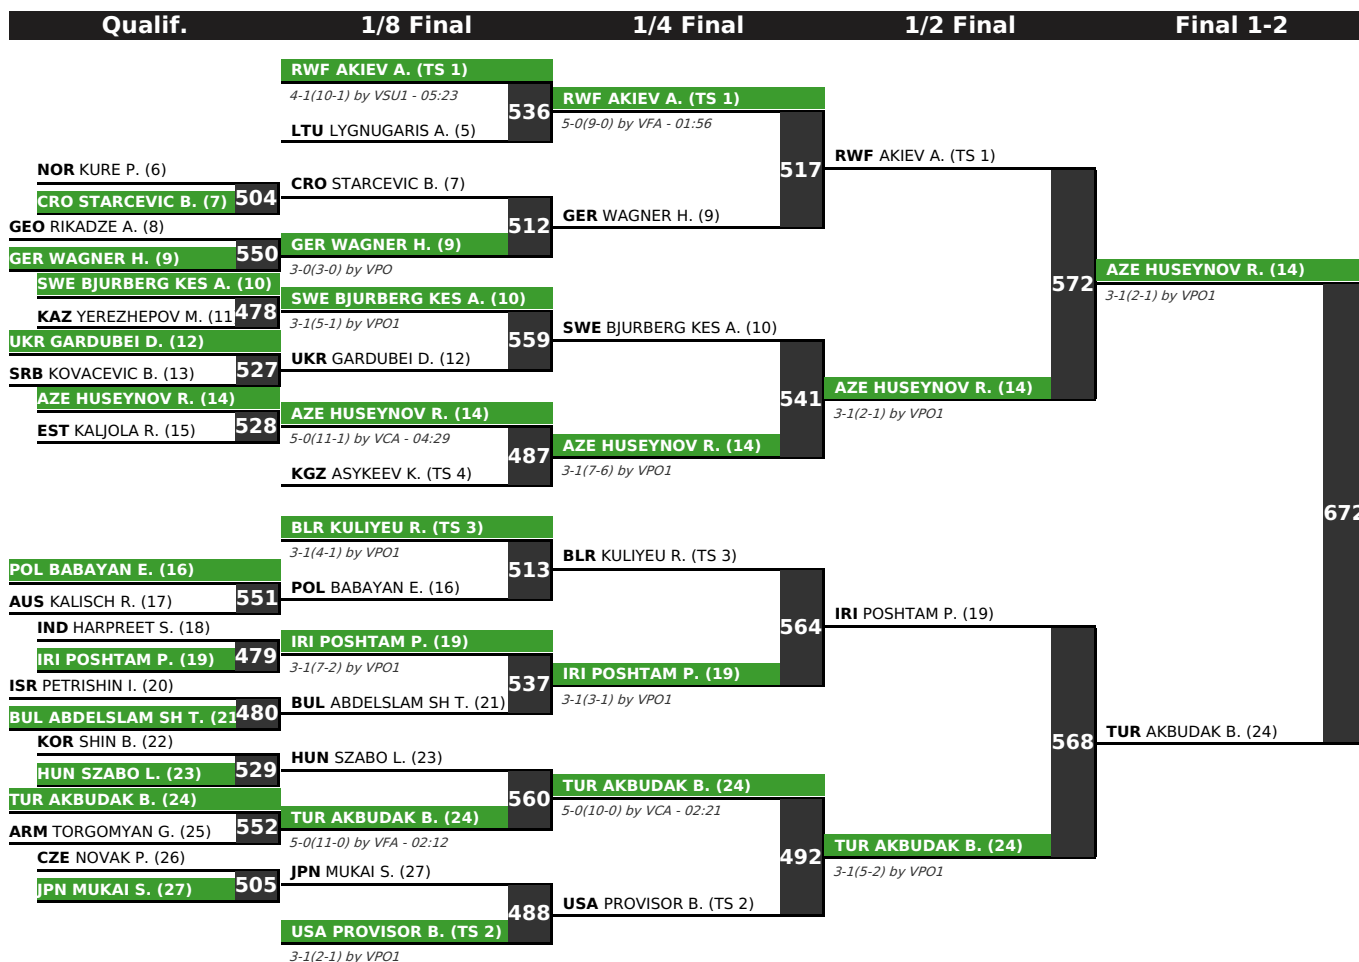 Qualif.
1/8 Final
1/4 Final
1/2 Final
Final 1-2
NOR KURE P. (6)
CRO STARCEVIC B. (7)
504
GEO RIKADZE A. (8)
GER WAGNER H. (9)
550
SWE BJURBERG KES A. (10)
KAZ YEREZHEPOV M. (11
478
UKR GARDUBEI D. (12)
SRB KOVACEVIC B. (13)
527
AZE HUSEYNOV R. (14)
EST KALJOLA R. (15)
528
POL BABAYAN E. (16)
AUS KALISCH R. (17)
551
IND HARPREET S. (18)
IRI POSHTAM P. (19)
479
ISR PETRISHIN I. (20)
BUL ABDELSLAM SH T. (21
480
KOR SHIN B. (22)
HUN SZABO L. (23)
529
TUR AKBUDAK B. (24)
ARM TORGOMYAN G. (25)
552
CZE NOVAK P. (26)
JPN MUKAI S. (27)
505
RWF AKIEV A. (TS 1)
4-1(10-1) by VSU1 - 05:23
LTU LYGNUGARIS A. (5)
536
CRO STARCEVIC B. (7)
GER WAGNER H. (9)
3-0(3-0) by VPO
512
SWE BJURBERG KES A. (10)
3-1(5-1) by VPO1
UKR GARDUBEI D. (12)
559
AZE HUSEYNOV R. (14)
5-0(11-1) by VCA - 04:29
KGZ ASYKEEV K. (TS 4)
487
BLR KULIYEU R. (TS 3)
3-1(4-1) by VPO1
POL BABAYAN E. (16)
513
IRI POSHTAM P. (19)
3-1(7-2) by VPO1
BUL ABDELSLAM SH T. (21)
537
HUN SZABO L. (23)
TUR AKBUDAK B. (24)
5-0(11-0) by VFA - 02:12
560
JPN MUKAI S. (27)
USA PROVISOR B. (TS 2)
3-1(2-1) by VPO1
488
RWF AKIEV A. (TS 1)
5-0(9-0) by VFA - 01:56
GER WAGNER H. (9)
517
SWE BJURBERG KES A. (10)
AZE HUSEYNOV R. (14)
3-1(7-6) by VPO1
541
BLR KULIYEU R. (TS 3)
IRI POSHTAM P. (19)
3-1(3-1) by VPO1
564
TUR AKBUDAK B. (24)
5-0(10-0) by VCA - 02:21
USA PROVISOR B. (TS 2)
492
RWF AKIEV A. (TS 1)
AZE HUSEYNOV R. (14)
3-1(2-1) by VPO1
572
IRI POSHTAM P. (19)
TUR AKBUDAK B. (24)
3-1(5-2) by VPO1
568
AZE HUSEYNOV R. (14)
3-1(2-1) by VPO1
TUR AKBUDAK B. (24)
672